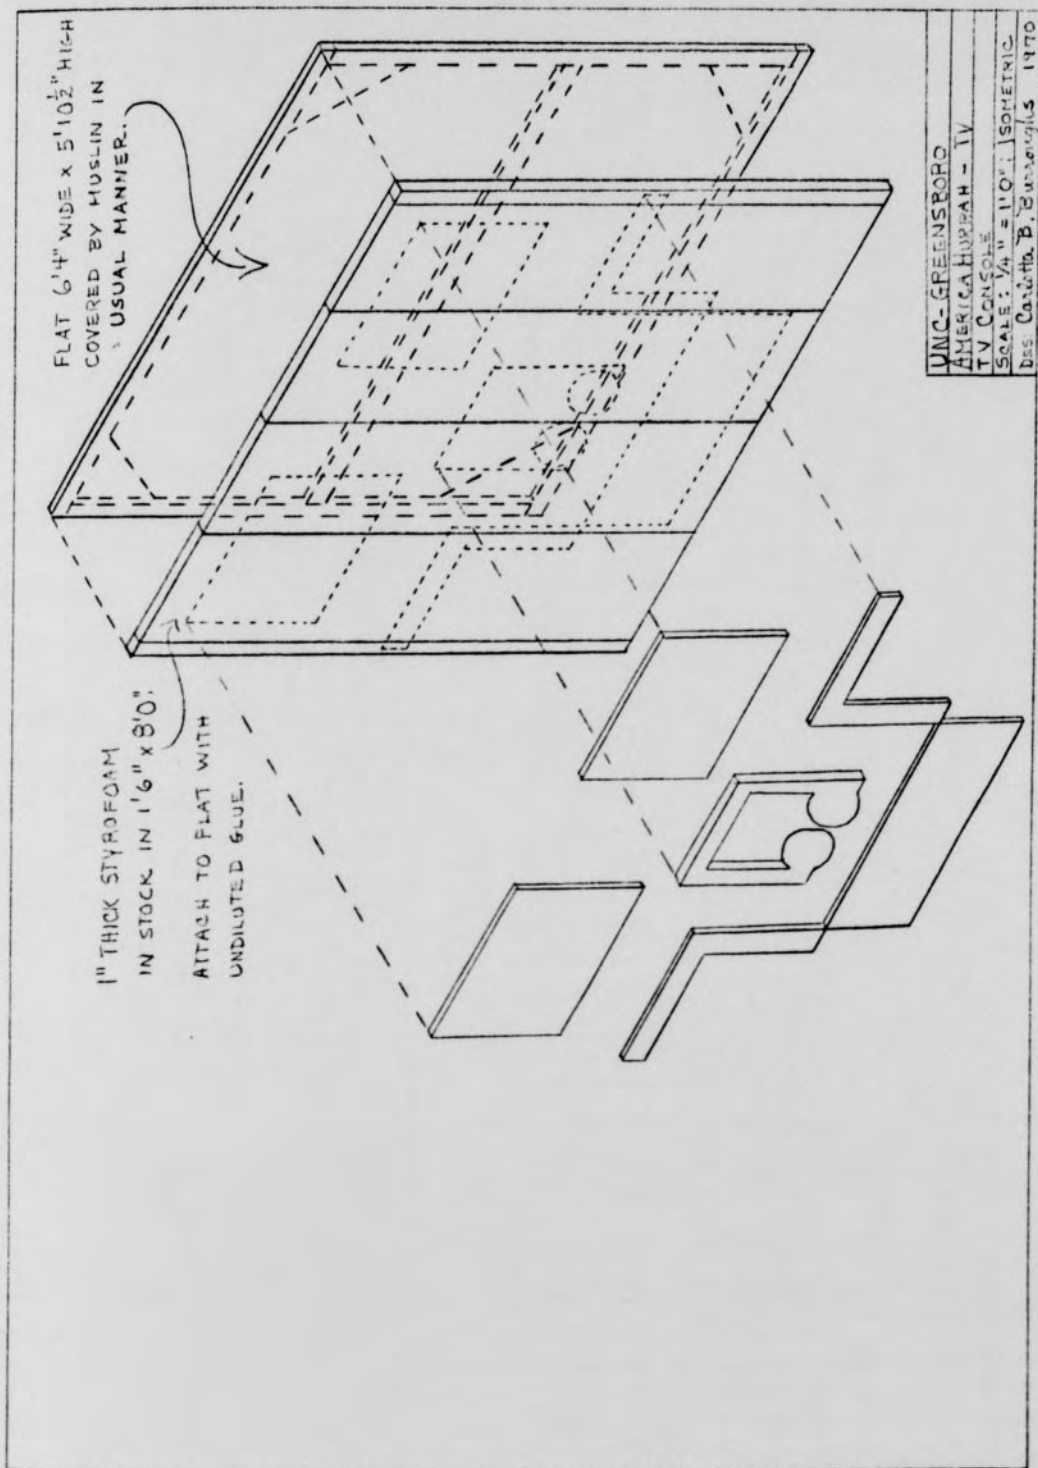 FLAT 6'4" WIDE x 5'10½" HIGH
COVERED BY MUSLIN IN
USUAL MANNER.
1" THICK STYROFOAM
IN STOCK IN 1'6" x 8'0".
ATTACH TO FLAT WITH
UNDILUTED GLUE.
UNC-GREENSBORO
AMERICA HURRAH - TV
TV CONSOLE
SCALE: ¼" = 1'0"; ISOMETRIC
DES: Carlotta B. Burroughs 1970